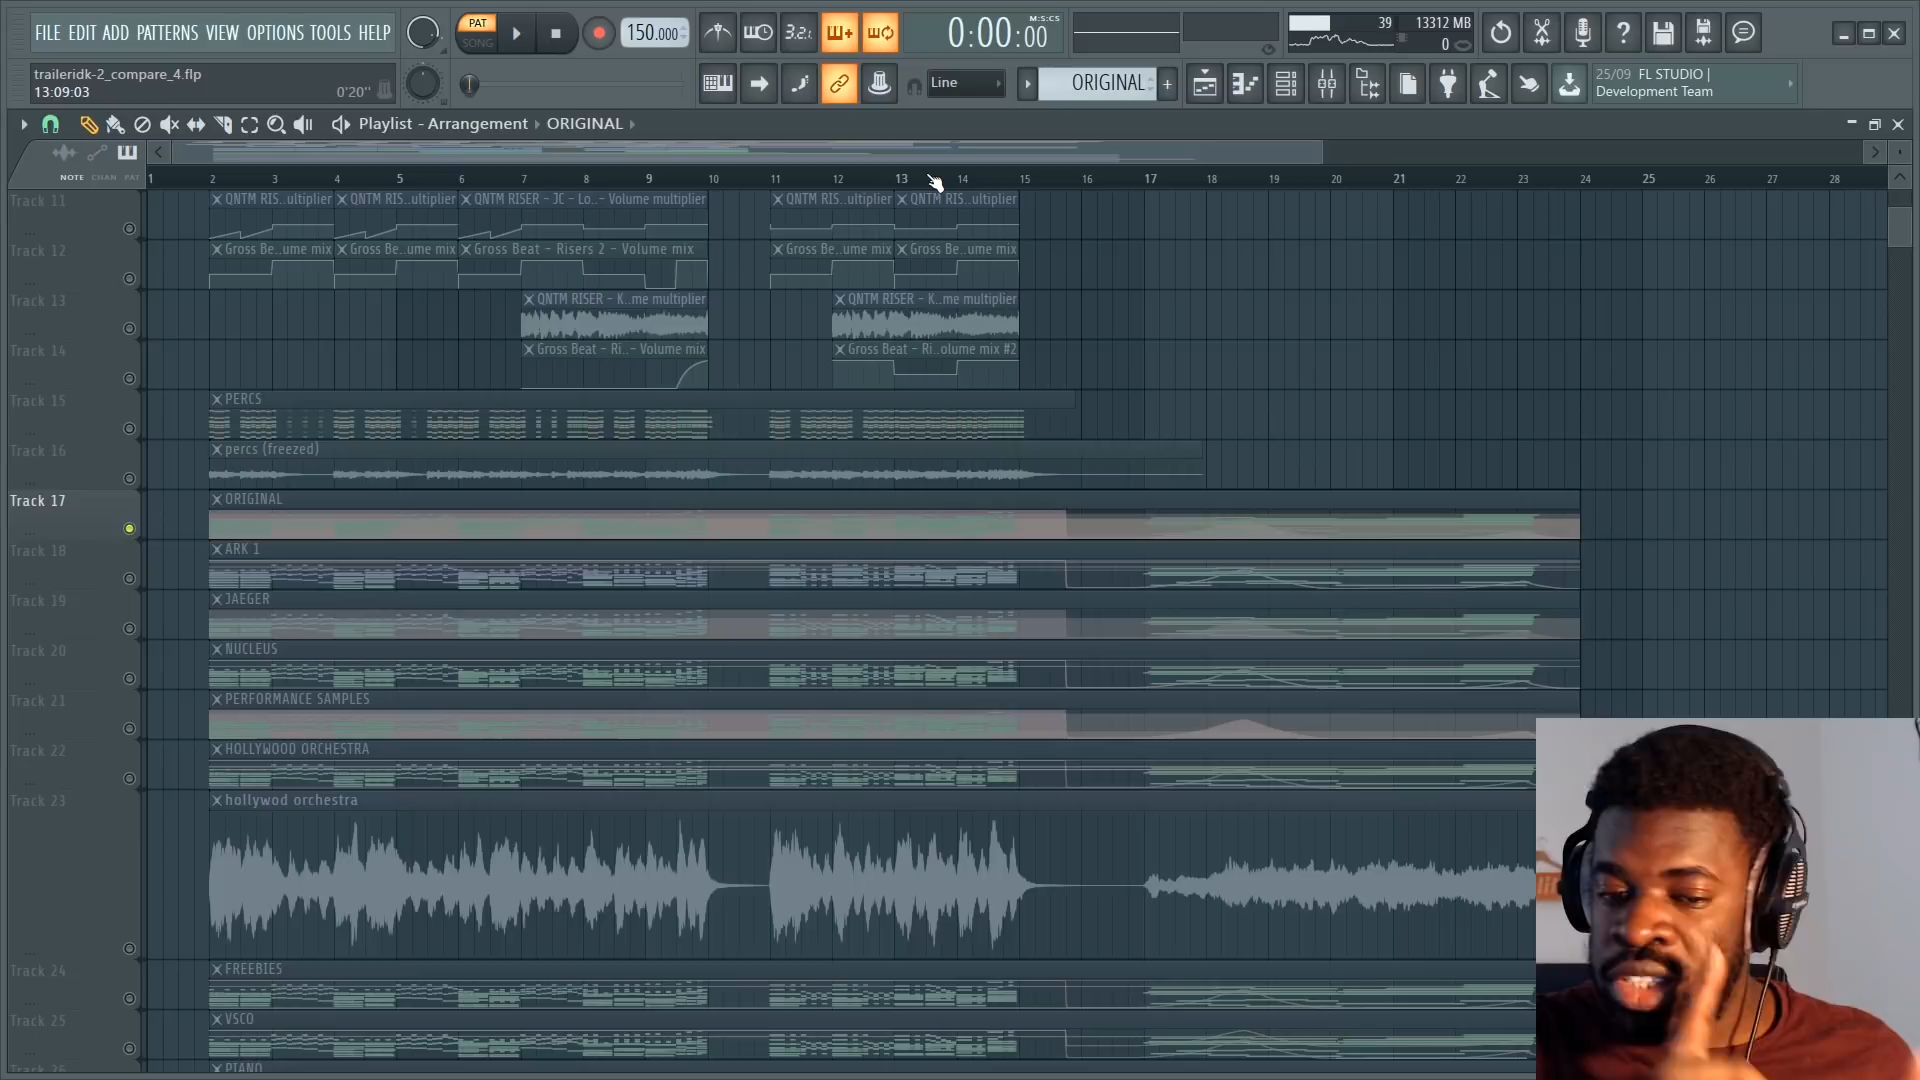 FILE EDIT ADD PATTERNS VIEW OPTIONS TOOLS HELP
PAT
SONG
150.000
3.2.
0:00:00
M:S:CS
39
13312 MB
0
traileridk-2_compare_4.flp
13:09:03
0'20''
Line
ORIGINAL
25/09 FL STUDIO |
Development Team
Playlist - Arrangement
ORIGINAL
NOTE CHAN PAT
1 2 3 4 5 6 7 8 9 10 11 12 13 14 15 16 17 18 19 20 21 22 23 24 25 26 27 28
Track 11
QNTM RIS..ultiplier
QNTM RIS..ultiplier
QNTM RISER - JC - Lo..- Volume multiplier
QNTM RIS..ultiplier
QNTM RIS..ultiplier
Track 12
Gross Be..ume mix
Gross Be..ume mix
Gross Beat - Risers 2 - Volume mix
Gross Be..ume mix
Gross Be..ume mix
Track 13
QNTM RISER - K..me multiplier
QNTM RISER - K..me multiplier
Track 14
Gross Beat - Ri..- Volume mix
Gross Beat - Ri..olume mix #2
Track 15
PERCS
Track 16
percs (freezed)
Track 17
ORIGINAL
Track 18
ARK 1
Track 19
JAEGER
Track 20
NUCLEUS
Track 21
PERFORMANCE SAMPLES
Track 22
HOLLYWOOD ORCHESTRA
Track 23
hollywod orchestra
Track 24
FREEBIES
Track 25
VSCO
Track 26
PIANO